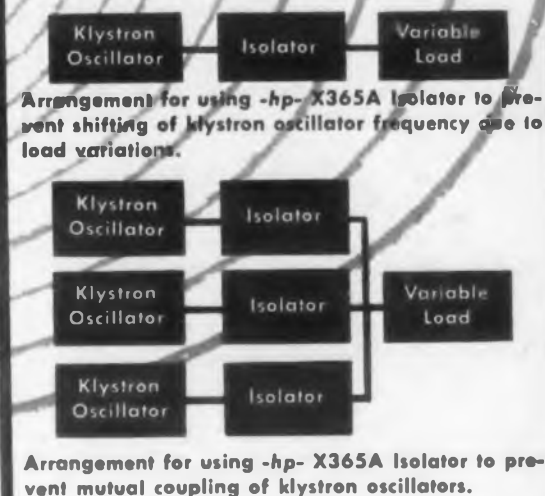 Klystron
Oscillator
Isolator
Variable
Load
Arrangement for using -hp- X365A Isolator to pre-
vent shifting of klystron oscillator frequency due to
load variations.
Klystron
Oscillator
Isolator
Klystron
Oscillator
Isolator
Variable
Load
Klystron
Oscillator
Isolator
Arrangement for using -hp- X365A Isolator to pre-
vent mutual coupling of klystron oscillators.